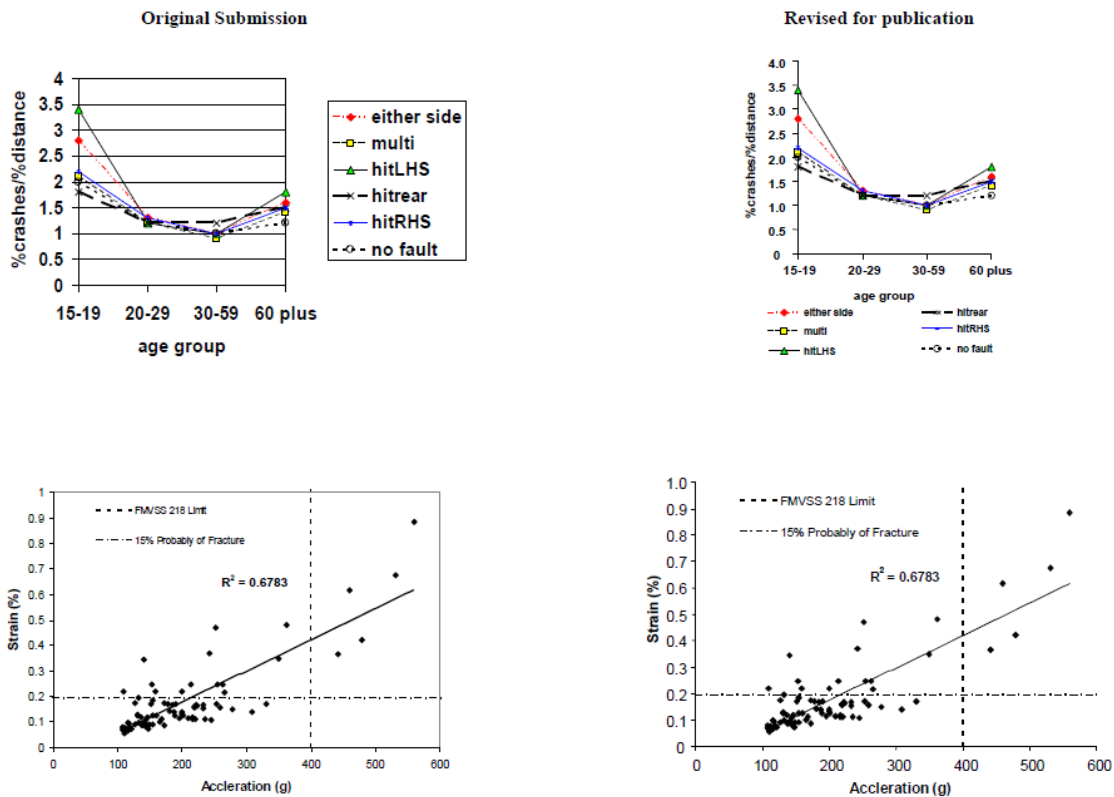 Original Submission
Revised for publication
%crashes/%distance
4
3.5
3
2.5
2
1.5
1
0.5
0
15-19 20-29 30-59 60 plus
age group
either side
multi
hitLHS
hitrear
hitRHS
no fault
%crashes/%distance
4.0
3.5
3.0
2.5
2.0
1.5
1.0
0.5
0
15-19 20-29 30-59 60 plus
age group
either side hitrear
multi hitRHS
hitLHS no fault
Strain (%)
1
0.9
0.8
0.7
0.6
0.5
0.4
0.3
0.2
0.1
0
FMVSS 218 Limit
15% Probably of Fracture
R² = 0.6783
0 100 200 300 400 500 600
Accleration (g)
Strain (%)
1.0
0.9
0.8
0.7
0.6
0.5
0.4
0.3
0.2
0.1
0
FMVSS 218 Limit
15% Probably of Fracture
R² = 0.6783
0 100 200 300 400 500 600
Accleration (g)